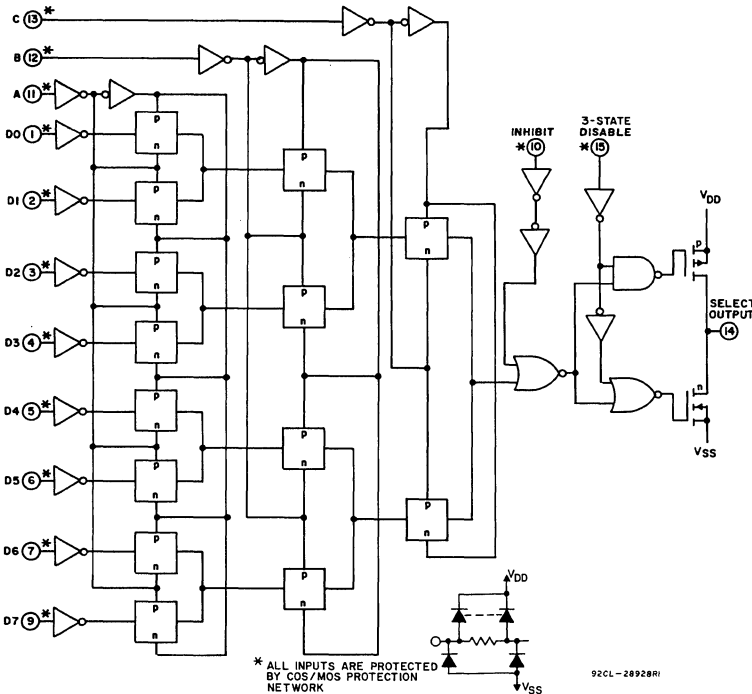 C 13 *
B 12 *
A 11 *
D0 1 *
D1 2 *
D2 3 *
D3 4 *
D4 5 *
D5 6 *
D6 7 *
D7 9 *
p
n
p
n
p
n
p
n
p
n
p
n
p
n
p
n
p
n
p
n
p
n
p
n
p
n
p
n
INHIBIT
* 10
3-STATE
DISABLE
* 15
VDD
p
SELECT
OUTPUT
14
n
VSS
VDD
VSS
* ALL INPUTS ARE PROTECTED
BY COS/MOS PROTECTION
NETWORK
92CL-28928RI